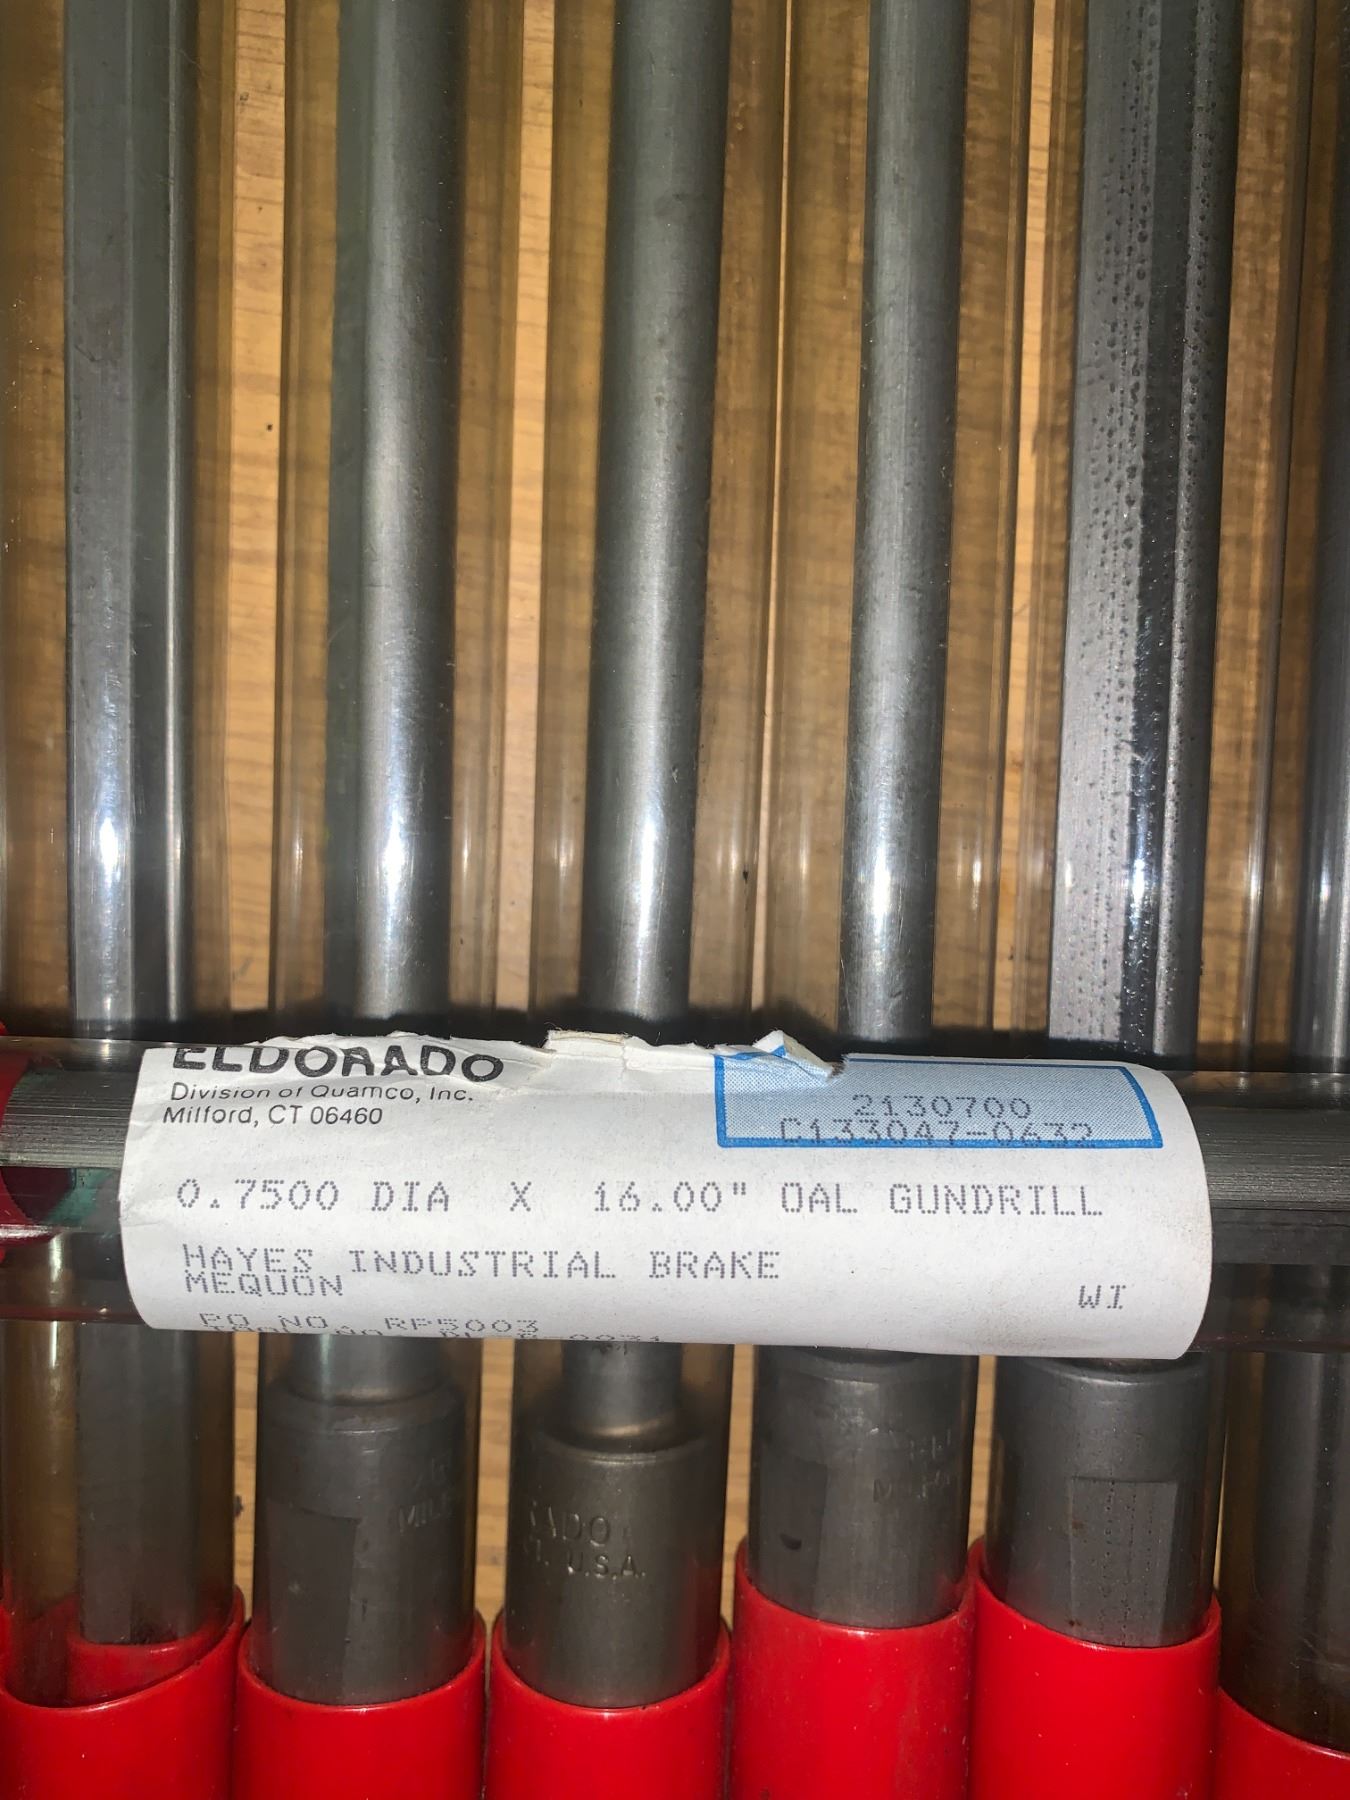 ELDORADO
Division of Quamco, Inc.
Milford, CT 06460
2130700
C133047-0632
0.7500 DIA X 16.00" OAL GUNDRILL
HAYES INDUSTRIAL BRAKE
MEQUON WI
PO NO. RP5003
U.S.A.